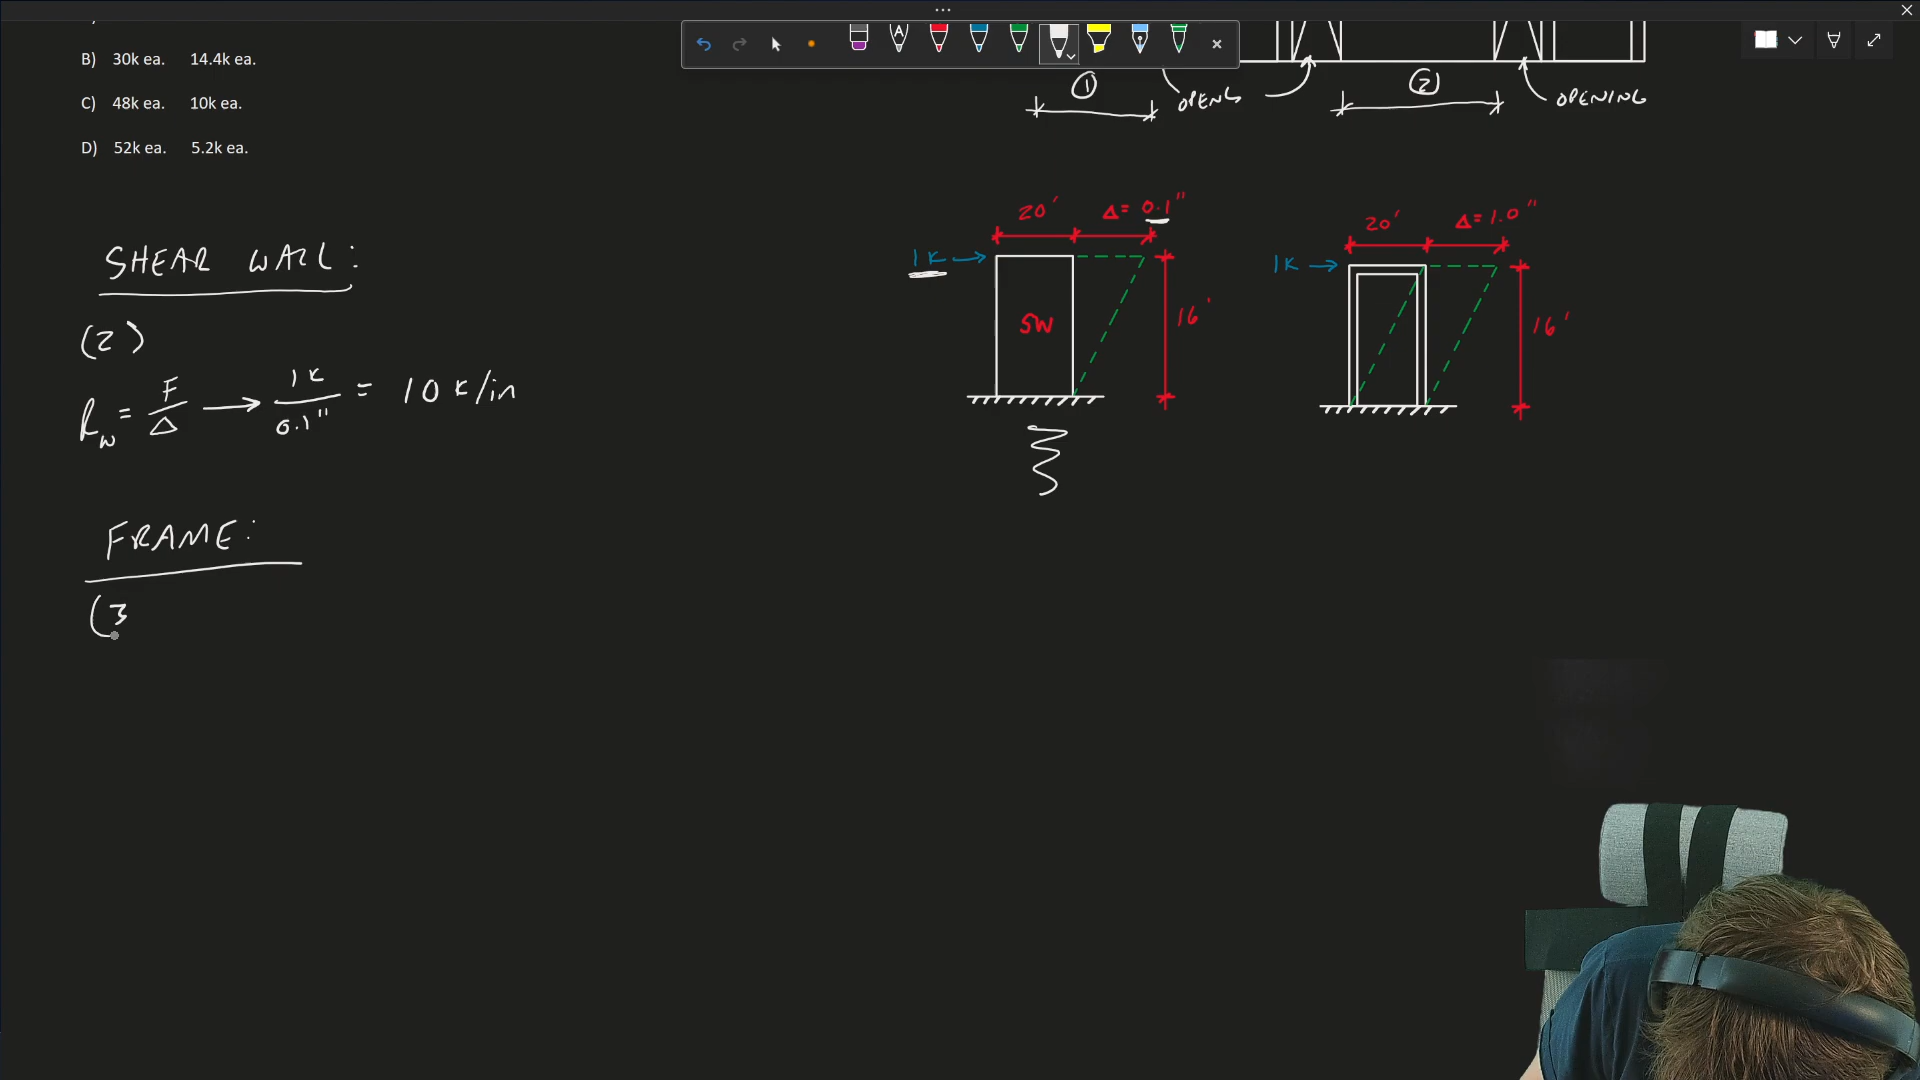 B) 30k ea. 14.4k ea.
C) 48k ea. 10k ea.
D) 52k ea. 5.2k ea.
① OPENG ② OPENING
20' Δ= 0.1" 20' Δ= 1.0"
1K → 1K →
SW 16' 16'
SHEAR WALL:
(2)
Rw = F/Δ → 1K/0.1" = 10 K/in
FRAME:
(3